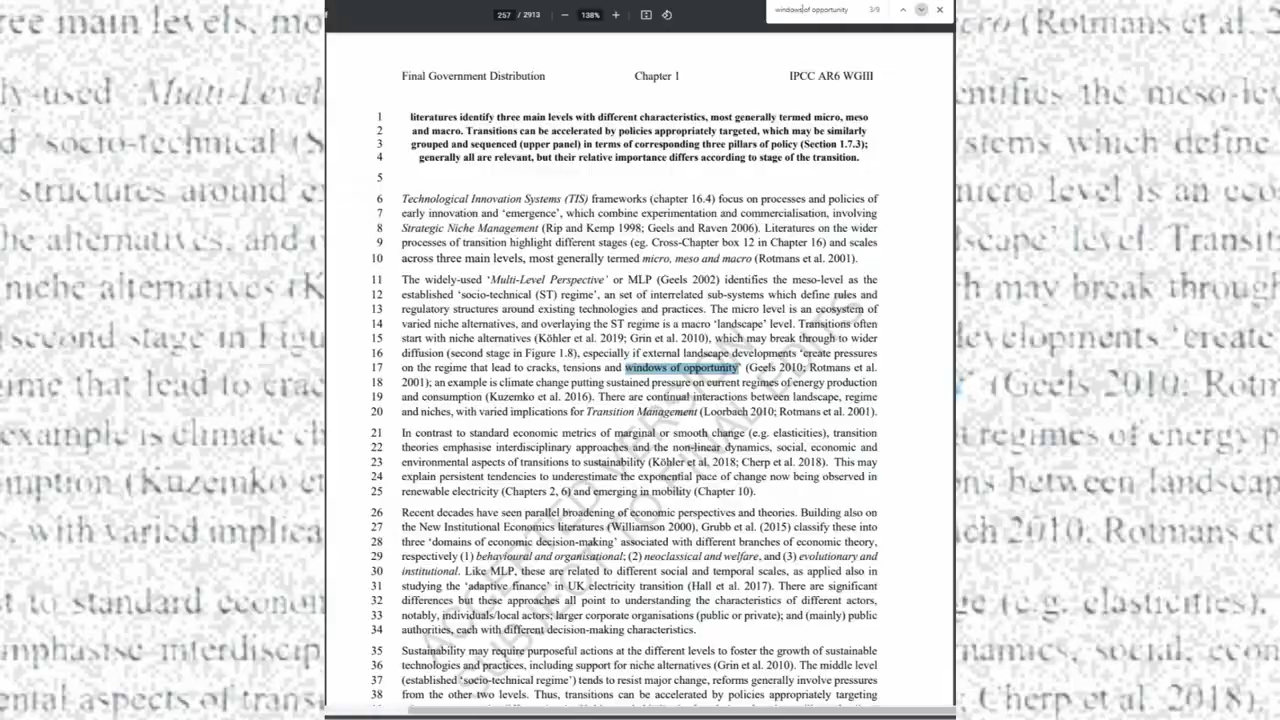 257 / 2913
138%
windows of opportunity 3/9
Final Government Distribution Chapter 1 IPCC AR6 WGIII
1 literatures identify three main levels with different characteristics, most generally termed micro, meso
2 and macro. Transitions can be accelerated by policies appropriately targeted, which may be similarly
3 grouped and sequenced (upper panel) in terms of corresponding three pillars of policy (Section 1.7.3);
4 generally all are relevant, but their relative importance differs according to stage of the transition.
5
6 Technological Innovation Systems (TIS) frameworks (chapter 16.4) focus on processes and policies of
7 early innovation and ‘emergence’, which combine experimentation and commercialisation, involving
8 Strategic Niche Management (Rip and Kemp 1998; Geels and Raven 2006). Literatures on the wider
9 processes of transition highlight different stages (eg. Cross-Chapter box 12 in Chapter 16) and scales
10 across three main levels, most generally termed micro, meso and macro (Rotmans et al. 2001).
11 The widely-used ‘Multi-Level Perspective’ or MLP (Geels 2002) identifies the meso-level as the
12 established ‘socio-technical (ST) regime’, an set of interrelated sub-systems which define rules and
13 regulatory structures around existing technologies and practices. The micro level is an ecosystem of
14 varied niche alternatives, and overlaying the ST regime is a macro ‘landscape’ level. Transitions often
15 start with niche alternatives (Köhler et al. 2019; Grin et al. 2010), which may break through to wider
16 diffusion (second stage in Figure 1.8), especially if external landscape developments ‘create pressures
17 on the regime that lead to cracks, tensions and windows of opportunity’ (Geels 2010; Rotmans et al.
18 2001); an example is climate change putting sustained pressure on current regimes of energy production
19 and consumption (Kuzemko et al. 2016). There are continual interactions between landscape, regime
20 and niches, with varied implications for Transition Management (Loorbach 2010; Rotmans et al. 2001).
21 In contrast to standard economic metrics of marginal or smooth change (e.g. elasticities), transition
22 theories emphasise interdisciplinary approaches and the non-linear dynamics, social, economic and
23 environmental aspects of transitions to sustainability (Köhler et al. 2018; Cherp et al. 2018). This may
24 explain persistent tendencies to underestimate the exponential pace of change now being observed in
25 renewable electricity (Chapters 2, 6) and emerging in mobility (Chapter 10).
26 Recent decades have seen parallel broadening of economic perspectives and theories. Building also on
27 the New Institutional Economics literatures (Williamson 2000), Grubb et al. (2015) classify these into
28 three ‘domains of economic decision-making’ associated with different branches of economic theory,
29 respectively (1) behavioural and organisational; (2) neoclassical and welfare, and (3) evolutionary and
30 institutional. Like MLP, these are related to different social and temporal scales, as applied also in
31 studying the ‘adaptive finance’ in UK electricity transition (Hall et al. 2017). There are significant
32 differences but these approaches all point to understanding the characteristics of different actors,
33 notably, individuals/local actors; larger corporate organisations (public or private); and (mainly) public
34 authorities, each with different decision-making characteristics.
35 Sustainability may require purposeful actions at the different levels to foster the growth of sustainable
36 technologies and practices, including support for niche alternatives (Grin et al. 2010). The middle level
37 (established ‘socio-technical regime’) tends to resist major change, reforms generally involve pressures
38 from the other two levels. Thus, transitions can be accelerated by policies appropriately targeting